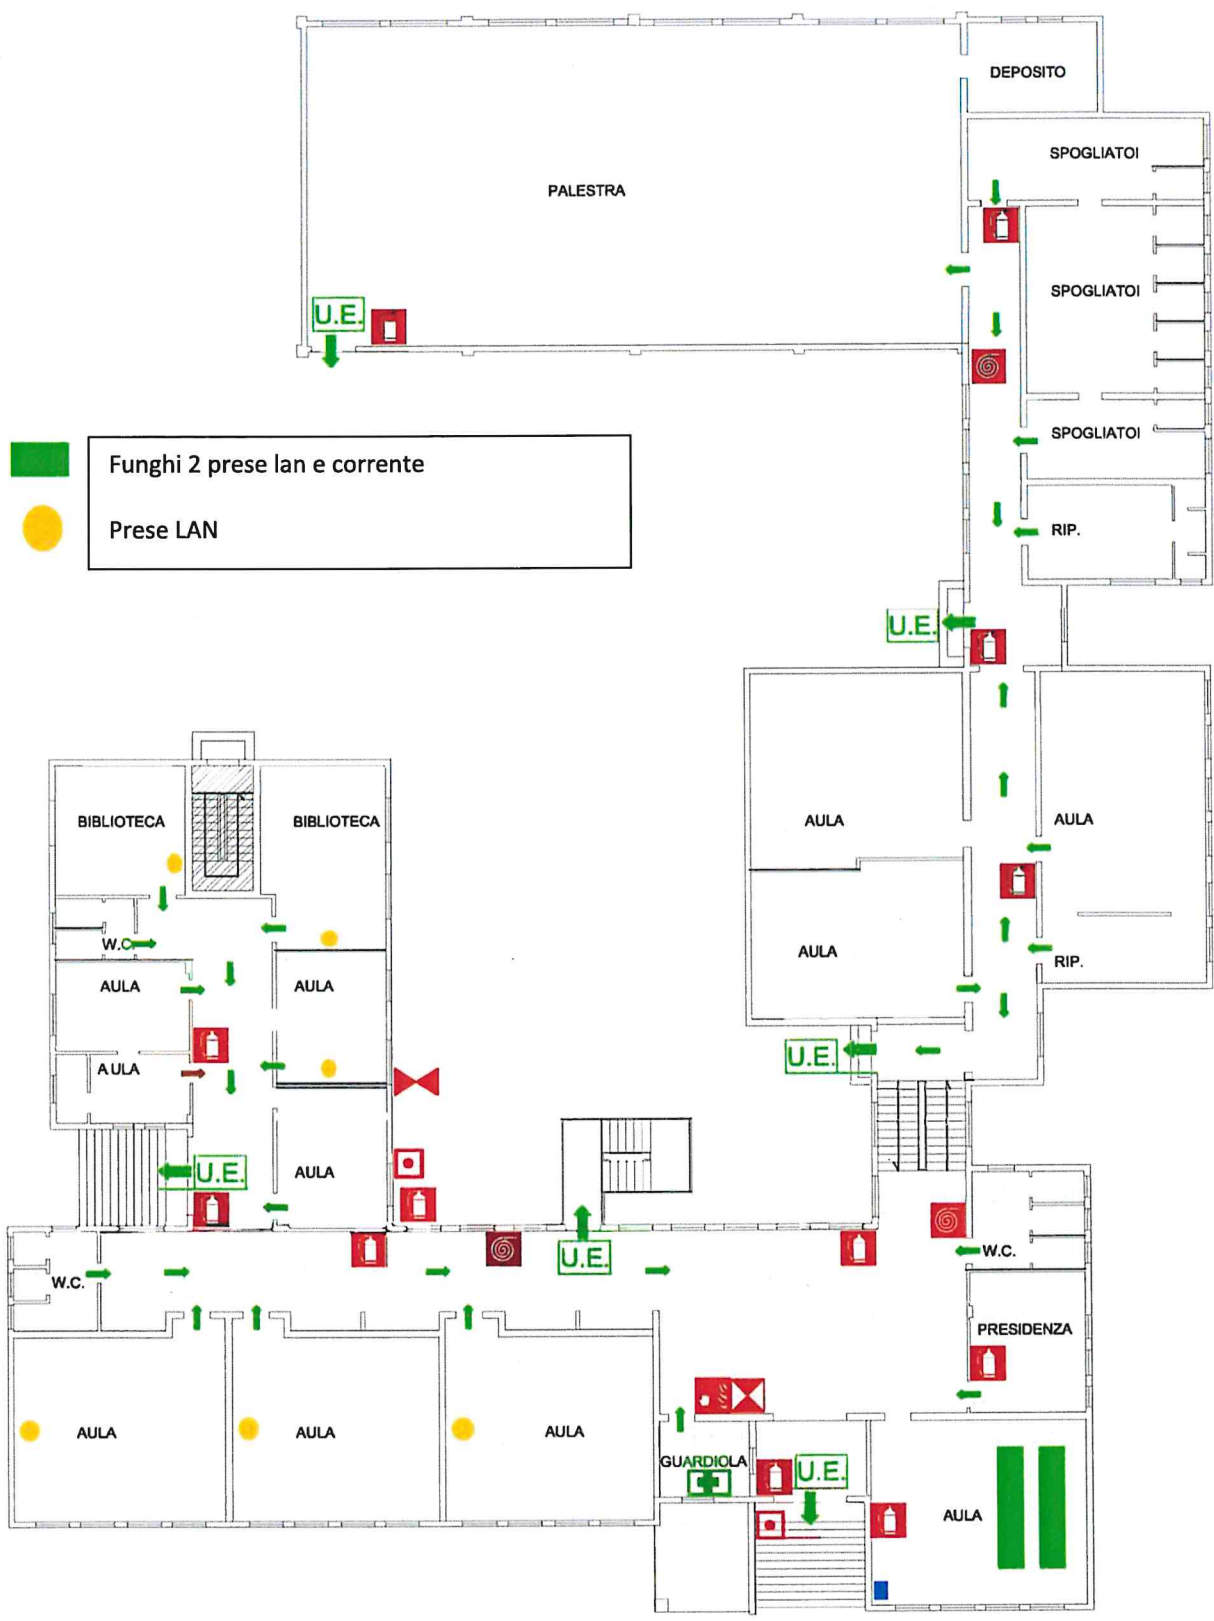 DEPOSITO
SPOGLIATOI
PALESTRA
SPOGLIATOI
U.E.
SPOGLIATOI
Funghi 2 prese lan e corrente
Prese LAN
RIP.
U.E.
BIBLIOTECA
BIBLIOTECA
AULA
AULA
W.C.
AULA
RIP.
AULA
AULA
AULA
U.E.
AULA
U.E.
U.E.
W.C.
W.C.
PRESIDENZA
AULA
AULA
AULA
GUARDIOLA
U.E.
AULA